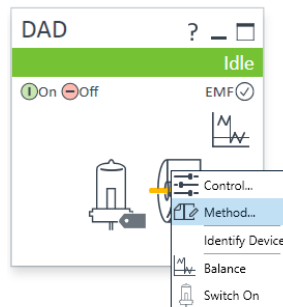 DAD ?
Idle
On Off EMF
Control...
Method...
Identify Device
Balance
Switch On